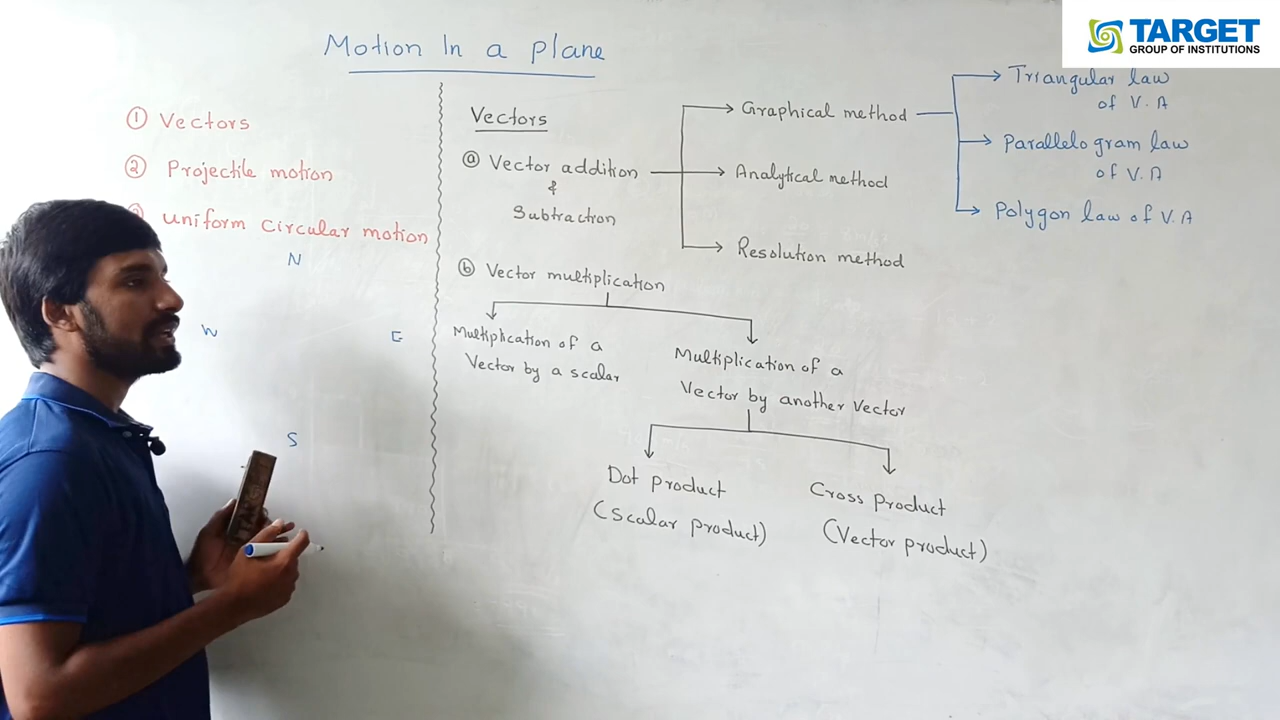 TARGET
GROUP OF INSTITUTIONS
Motion In a plane
① Vectors
② Projectile motion
uniform circular motion
N
W
E
S
Vectors
ⓐ Vector addition
&
Subtraction
Graphical method
Analytical method
Resolution method
Triangular law
of V.A
Parallelogram law
of V.A
Polygon law of V.A
ⓑ Vector multiplication
Multiplication of a
Vector by a scalar
Multiplication of a
Vector by another Vector
Dot product
(Scalar product)
Cross product
(Vector product)